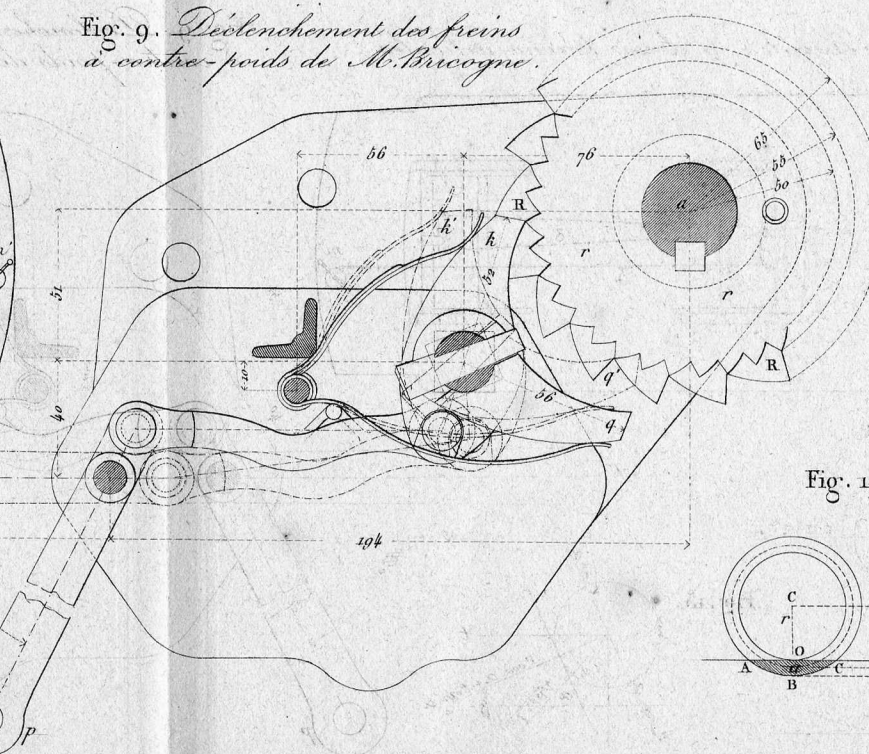 Fig. 9. Déclenchement des freins
à contre-poids de M. Bricogne.
65
55
50
56
76
a
R
k'
k
r
52
r
51
10
q'
R
40
56
q
Fig. 1
194
C
r
O
A
a
C
B
p
n